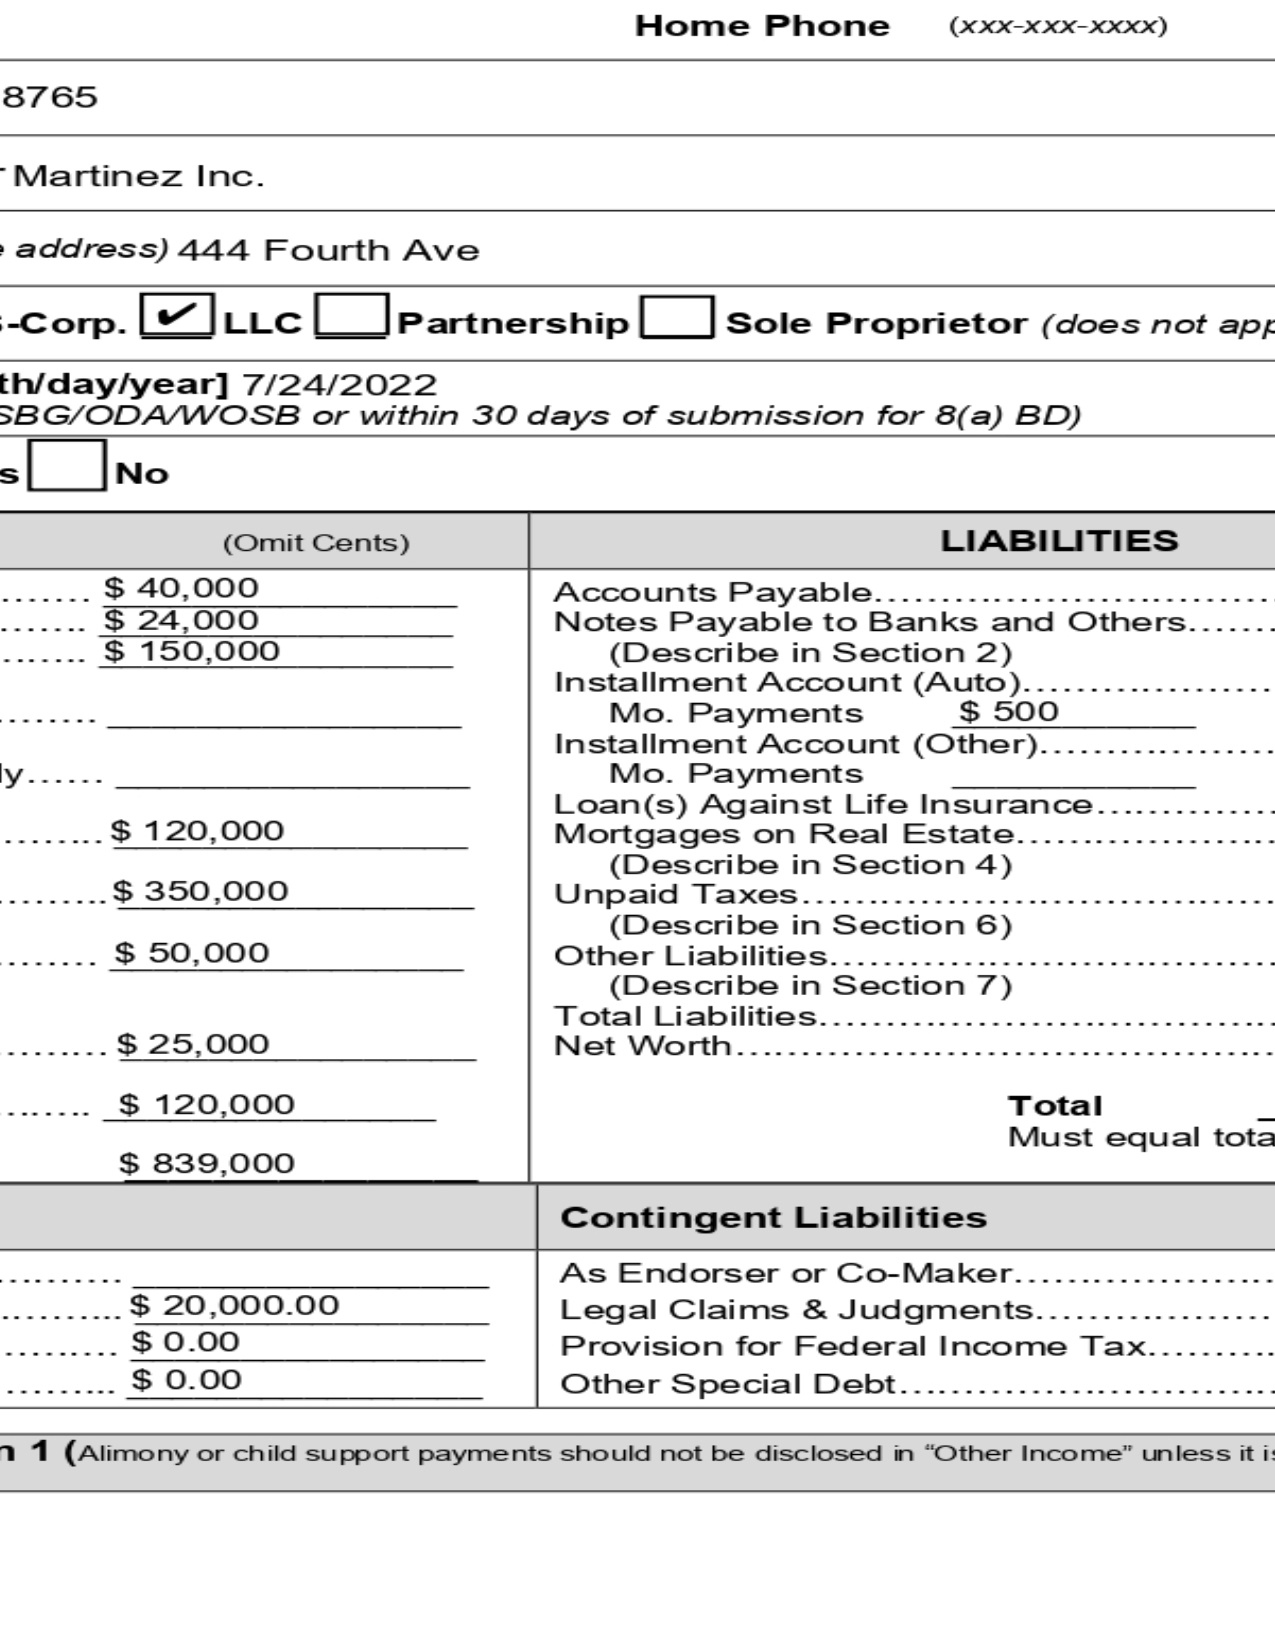 Home Phone (xxx-xxx-xxxx)
8765
Martinez Inc.
address) 444 Fourth Ave
-Corp. ✔ LLC Partnership Sole Proprietor (does not app
th/day/year] 7/24/2022
SBG/ODA/WOSB or within 30 days of submission for 8(a) BD)
s No
(Omit Cents) LIABILITIES
....... $ 40,000
....... $ 24,000
....... $ 150,000
........ 
ly...... 
........ $ 120,000
......... $ 350,000
........ $ 50,000
......... $ 25,000
........ $ 120,000
$ 839,000
Accounts Payable
Notes Payable to Banks and Others
(Describe in Section 2)
Installment Account (Auto)
Mo. Payments $ 500
Installment Account (Other)
Mo. Payments
Loan(s) Against Life Insurance
Mortgages on Real Estate
(Describe in Section 4)
Unpaid Taxes
(Describe in Section 6)
Other Liabilities
(Describe in Section 7)
Total Liabilities
Net Worth
Total
Must equal tota
Contingent Liabilities
$ 20,000.00
$ 0.00
$ 0.00
As Endorser or Co-Maker
Legal Claims & Judgments
Provision for Federal Income Tax
Other Special Debt
n 1 (Alimony or child support payments should not be disclosed in “Other Income” unless it is